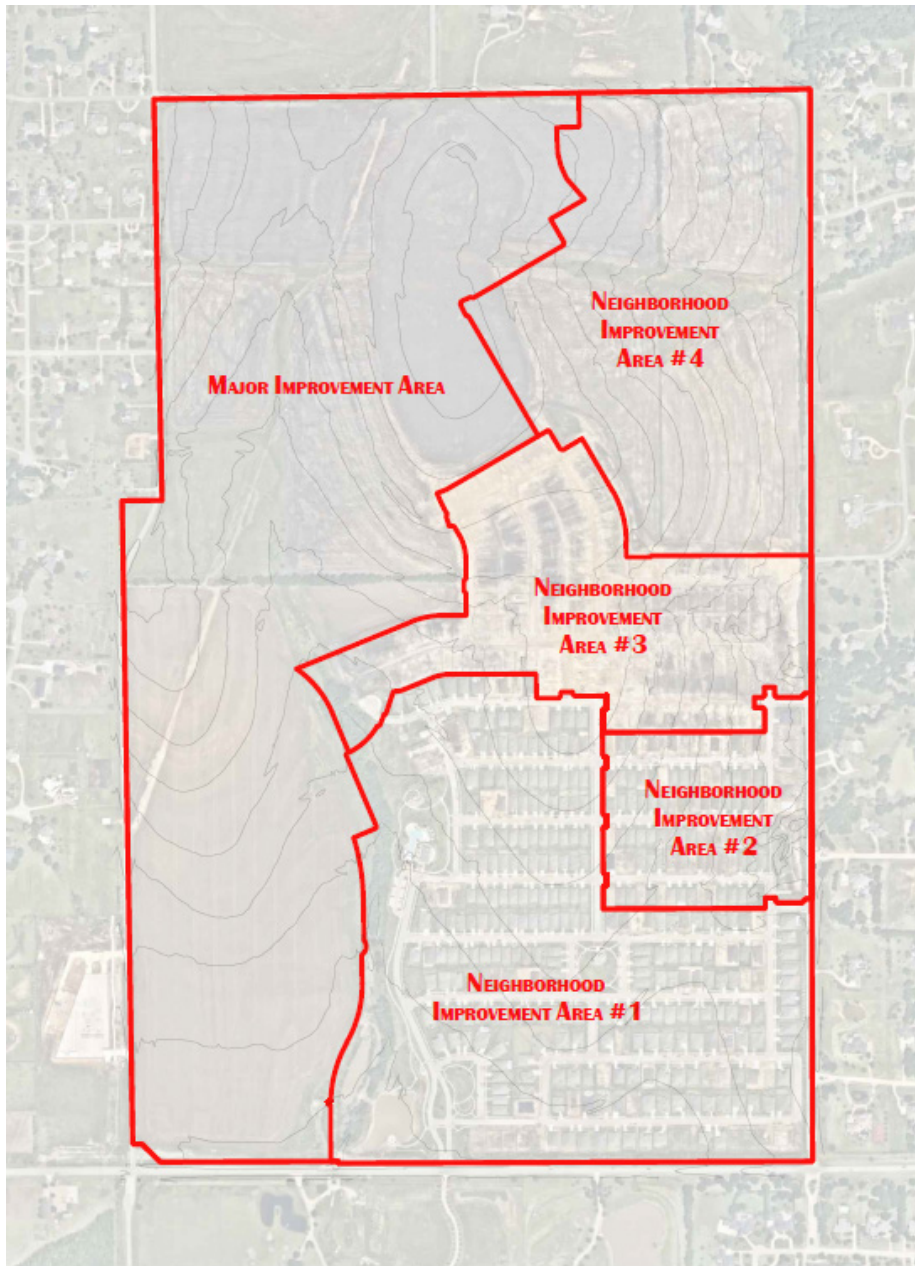 Neighborhood
Improvement
Area #4
Major Improvement Area
Neighborhood
Improvement
Area #3
Neighborhood
Improvement
Area #2
Neighborhood
Improvement Area #1